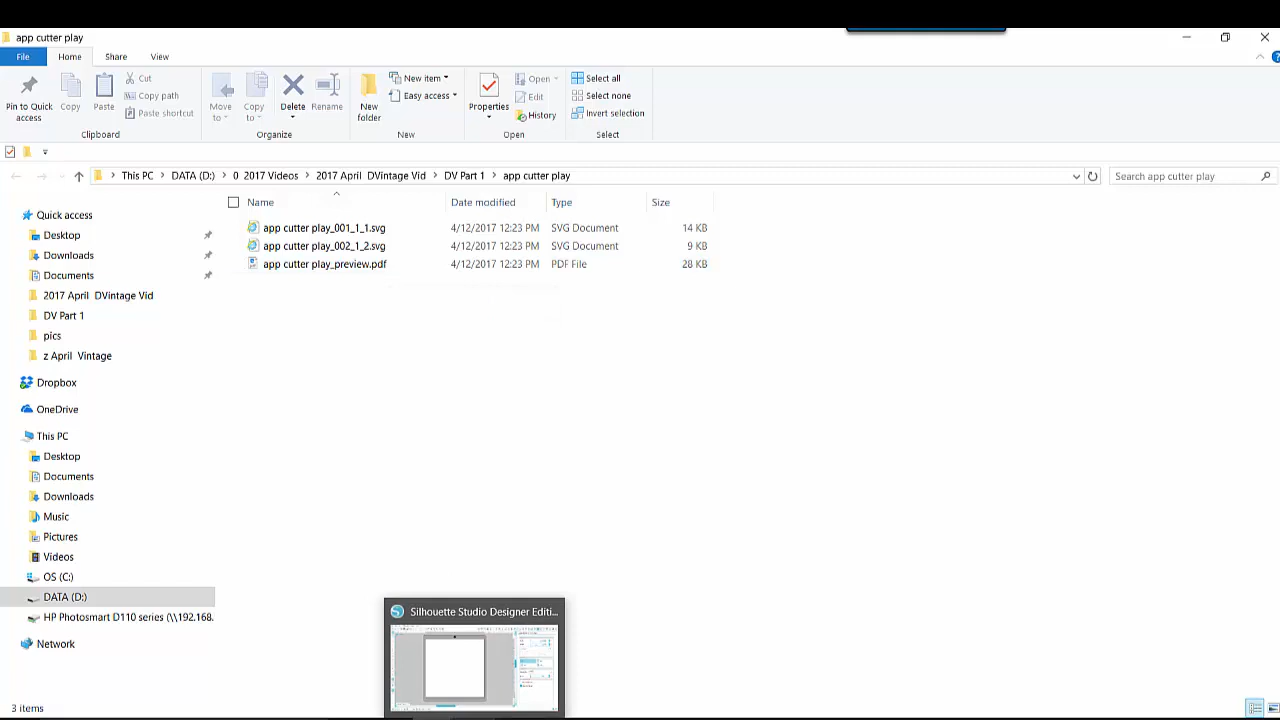 app cutter play
File Home Share View
Pin to Quick access
Copy
Paste
Cut
Copy path
Paste shortcut
Clipboard
Move to
Copy to
Delete
Rename
Organize
New folder
New item
Easy access
New
Properties
Open
Edit
History
Open
Select all
Select none
Invert selection
Select
This PC > DATA (D:) > 0 2017 Videos > 2017 April DVintage Vid > DV Part 1 > app cutter play
Search app cutter play
Name Date modified Type Size
app cutter play_001_1_1.svg 4/12/2017 12:23 PM SVG Document 14 KB
app cutter play_002_1_2.svg 4/12/2017 12:23 PM SVG Document 9 KB
app cutter play_preview.pdf 4/12/2017 12:23 PM PDF File 28 KB
Quick access
Desktop
Downloads
Documents
2017 April DVintage Vid
DV Part 1
pics
z April Vintage
Dropbox
OneDrive
This PC
Desktop
Documents
Downloads
Music
Pictures
Videos
OS (C:)
DATA (D:)
HP Photosmart D110 series (\\192.168.
Network
Silhouette Studio Designer Editi...
3 items